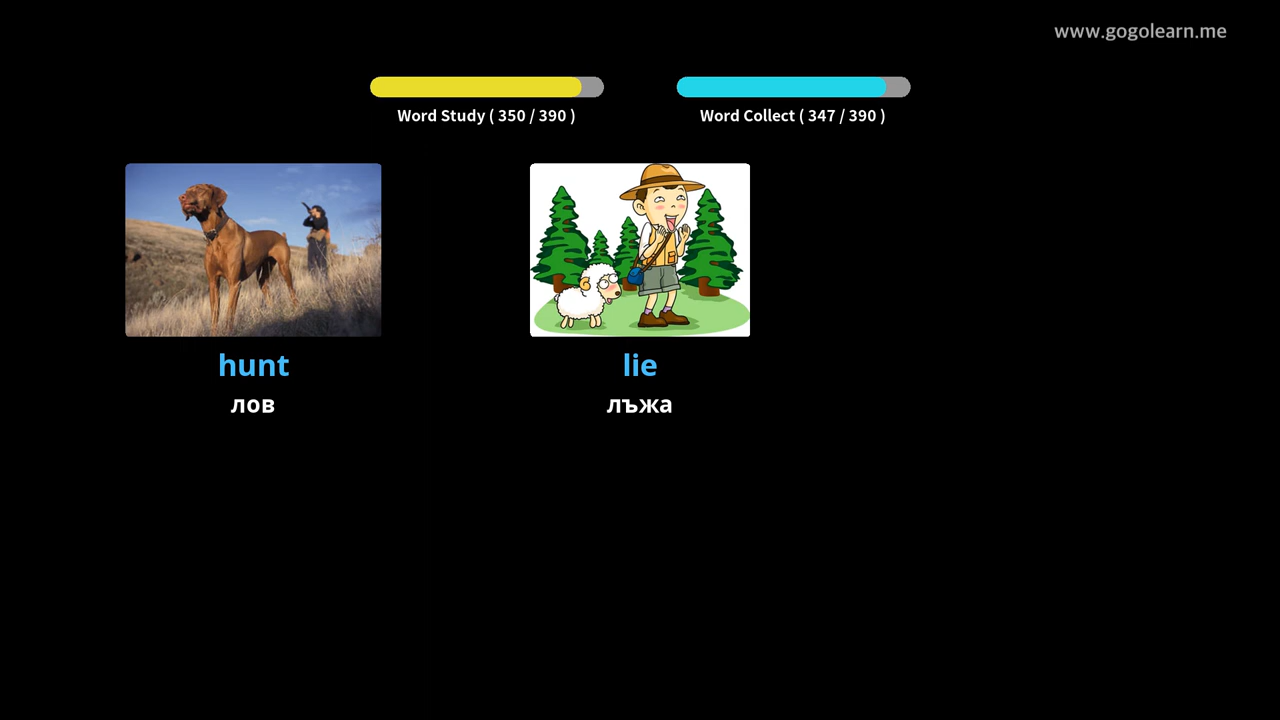 www.gogolearn.me
Word Study ( 350 / 390 )
Word Collect ( 347 / 390 )
hunt
lie
лов
лъжа